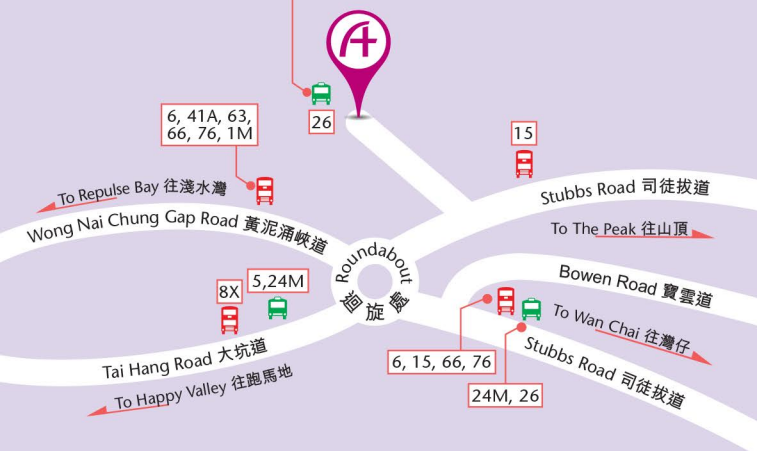 26
6, 41A, 63,
66, 76, 1M
15
To Repulse Bay 往淺水灣
Wong Nai Chung Gap Road 黃泥涌峽道
Stubbs Road 司徒拔道
To The Peak 往山頂
Roundabout
迴旋處
Bowen Road 寶雲道
8X
5,24M
To Wan Chai 往灣仔
Stubbs Road 司徒拔道
Tai Hang Road 大坑道
6, 15, 66, 76
24M, 26
To Happy Valley 往跑馬地